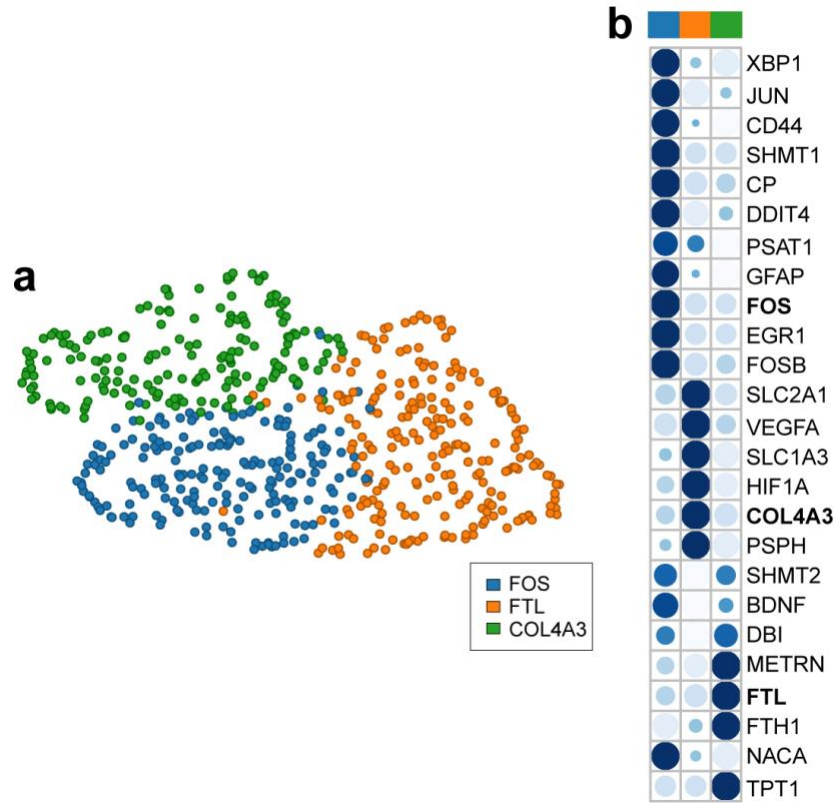 b
XBP1
JUN
CD44
SHMT1
CP
DDIT4
PSAT1
GFAP
FOS
EGR1
FOSB
SLC2A1
VEGFA
SLC1A3
HIF1A
COL4A3
PSPH
SHMT2
BDNF
DBI
METRN
FTL
FTH1
NACA
TPT1
a
FOS
FTL
COL4A3